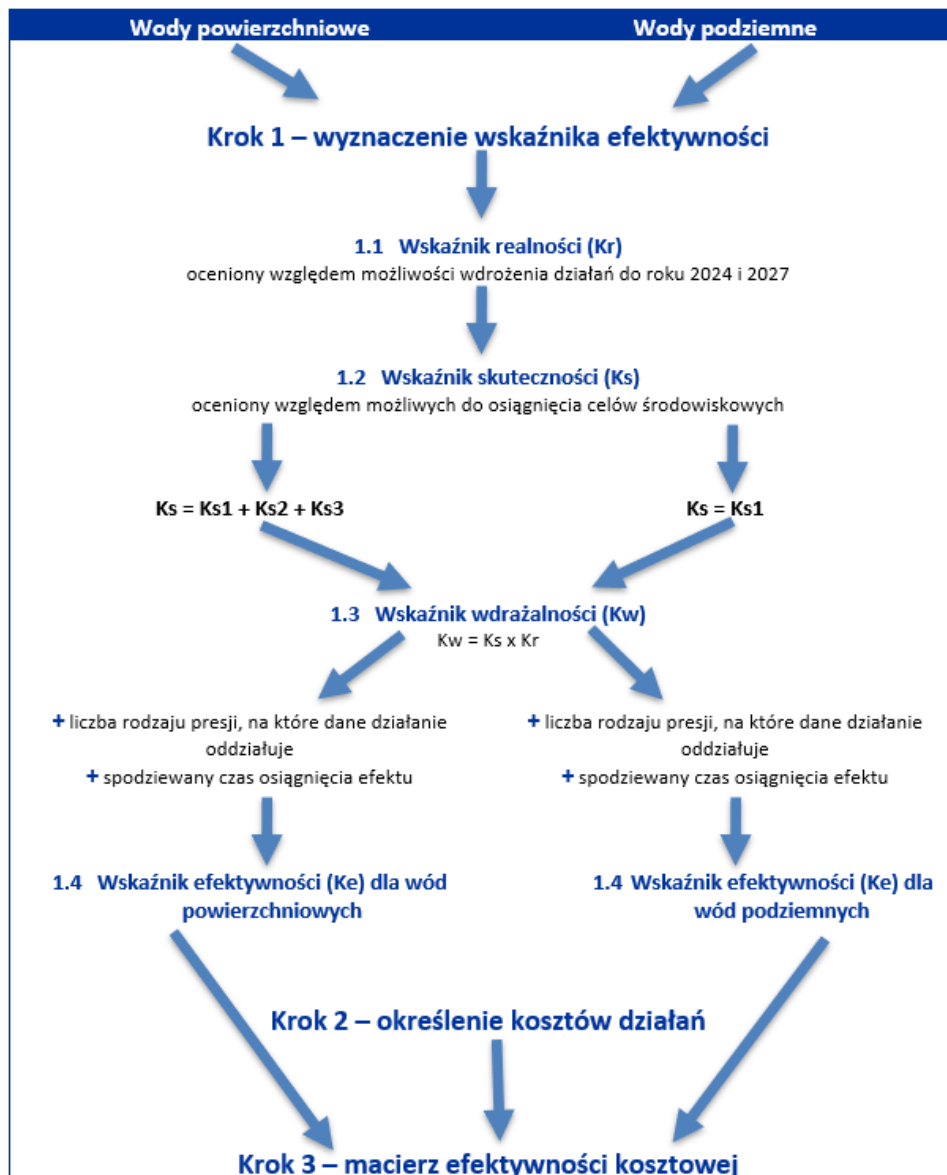 Wody powierzchniowe
Wody podziemne
Krok 1 – wyznaczenie wskaźnika efektywności
1.1 Wskaźnik realności (Kr)
oceniony względem możliwości wdrożenia działań do roku 2024 i 2027
1.2 Wskaźnik skuteczności (Ks)
oceniony względem możliwych do osiągnięcia celów środowiskowych
Ks = Ks1 + Ks2 + Ks3
Ks = Ks1
1.3 Wskaźnik wdrażalności (Kw)
Kw = Ks x Kr
+ liczba rodzaju presji, na które dane działanie
oddziałuje
+ spodziewany czas osiągnięcia efektu
+ liczba rodzaju presji, na które dane działanie
oddziałuje
+ spodziewany czas osiągnięcia efektu
1.4 Wskaźnik efektywności (Ke) dla wód
powierzchniowych
1.4 Wskaźnik efektywności (Ke) dla
wód podziemnych
Krok 2 – określenie kosztów działań
Krok 3 – macierz efektywności kosztowej